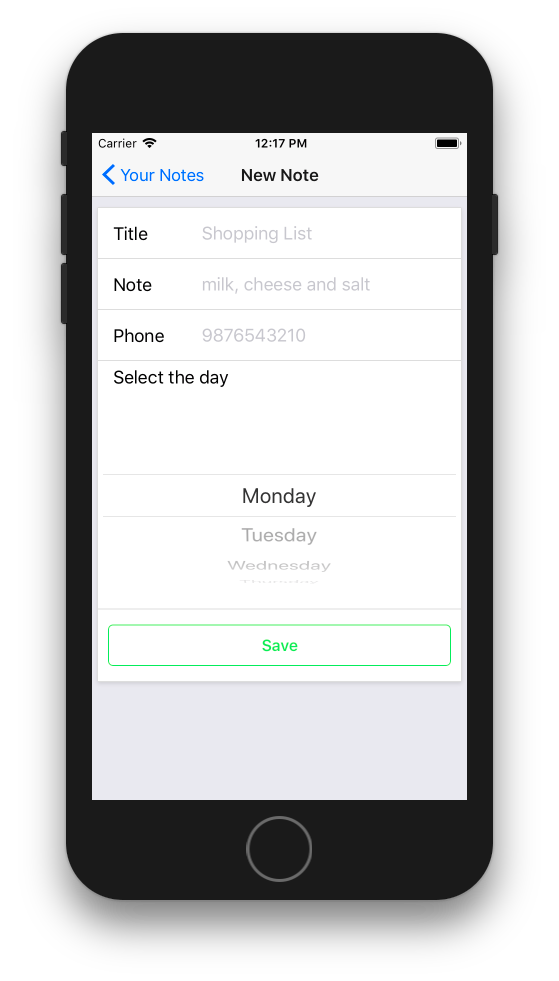 Carrier 12:17 PM
Your Notes New Note
Title Shopping List
Note milk, cheese and salt
Phone 9876543210
Select the day
Monday
Tuesday
Wednesday
Save